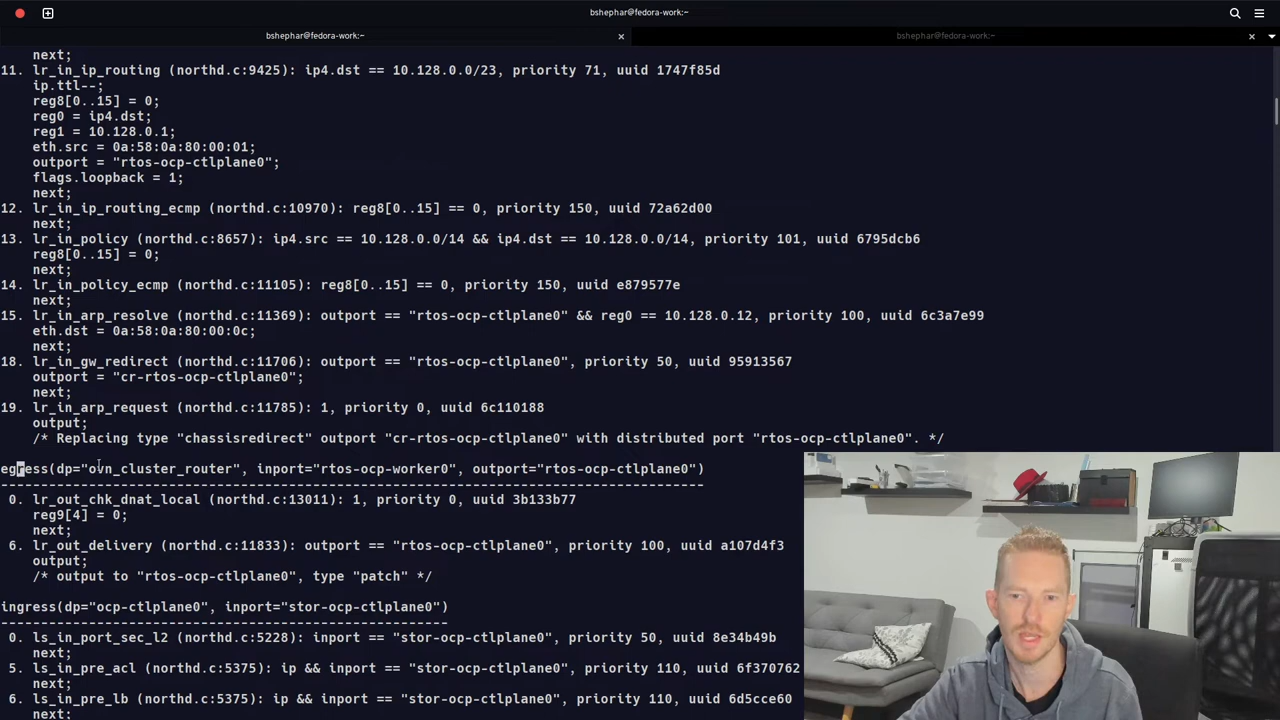 bshephar@fedora-work:~
bshephar@fedora-work:~
bshephar@fedora-work:~
next;
11. lr_in_ip_routing (northd.c:9425): ip4.dst == 10.128.0.0/23, priority 71, uuid 1747f85d
ip.ttl--;
reg8[0..15] = 0;
reg0 = ip4.dst;
reg1 = 10.128.0.1;
eth.src = 0a:58:0a:80:00:01;
outport = "rtos-ocp-ctlplane0";
flags.loopback = 1;
next;
12. lr_in_ip_routing_ecmp (northd.c:10970): reg8[0..15] == 0, priority 150, uuid 72a62d00
next;
13. lr_in_policy (northd.c:8657): ip4.src == 10.128.0.0/14 && ip4.dst == 10.128.0.0/14, priority 101, uuid 6795dcb6
reg8[0..15] = 0;
next;
14. lr_in_policy_ecmp (northd.c:11105): reg8[0..15] == 0, priority 150, uuid e879577e
next;
15. lr_in_arp_resolve (northd.c:11369): outport == "rtos-ocp-ctlplane0" && reg0 == 10.128.0.12, priority 100, uuid 6c3a7e99
eth.dst = 0a:58:0a:80:00:0c;
next;
18. lr_in_gw_redirect (northd.c:11706): outport == "rtos-ocp-ctlplane0", priority 50, uuid 95913567
outport = "cr-rtos-ocp-ctlplane0";
next;
19. lr_in_arp_request (northd.c:11785): 1, priority 0, uuid 6c110188
output;
/* Replacing type "chassisredirect" outport "cr-rtos-ocp-ctlplane0" with distributed port "rtos-ocp-ctlplane0". */
egress(dp="ovn_cluster_router", inport="rtos-ocp-worker0", outport="rtos-ocp-ctlplane0")
----------------------------------------------------------------------------------------
0. lr_out_chk_dnat_local (northd.c:13011): 1, priority 0, uuid 3b133b77
reg9[4] = 0;
next;
6. lr_out_delivery (northd.c:11833): outport == "rtos-ocp-ctlplane0", priority 100, uuid a107d4f3
output;
/* output to "rtos-ocp-ctlplane0", type "patch" */
ingress(dp="ocp-ctlplane0", inport="stor-ocp-ctlplane0")
--------------------------------------------------------
0. ls_in_port_sec_l2 (northd.c:5228): inport == "stor-ocp-ctlplane0", priority 50, uuid 8e34b49b
next;
5. ls_in_pre_acl (northd.c:5375): ip && inport == "stor-ocp-ctlplane0", priority 110, uuid 6f370762
next;
6. ls_in_pre_lb (northd.c:5375): ip && inport == "stor-ocp-ctlplane0", priority 110, uuid 6d5cce60
next;